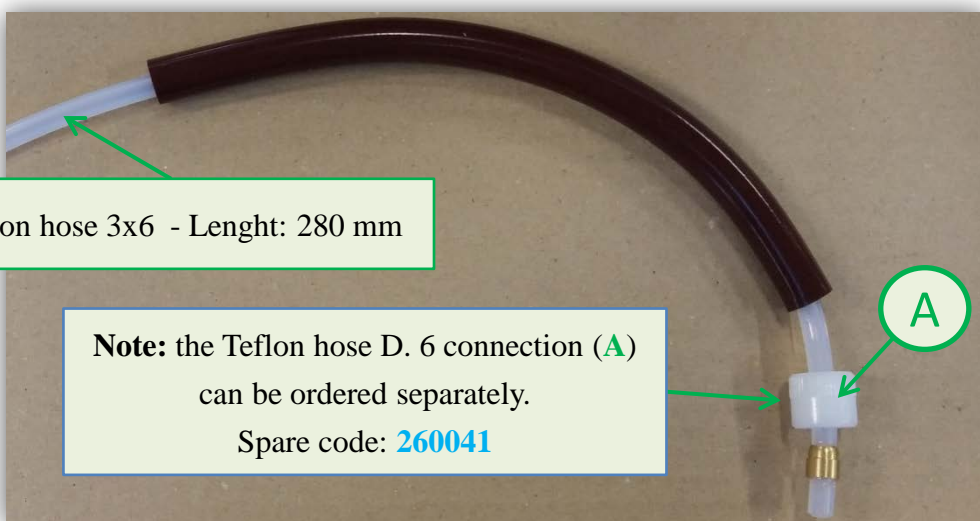 on hose 3x6 - Lenght: 280 mm
A
Note: the Teflon hose D. 6 connection (A)
can be ordered separately.
Spare code: 260041